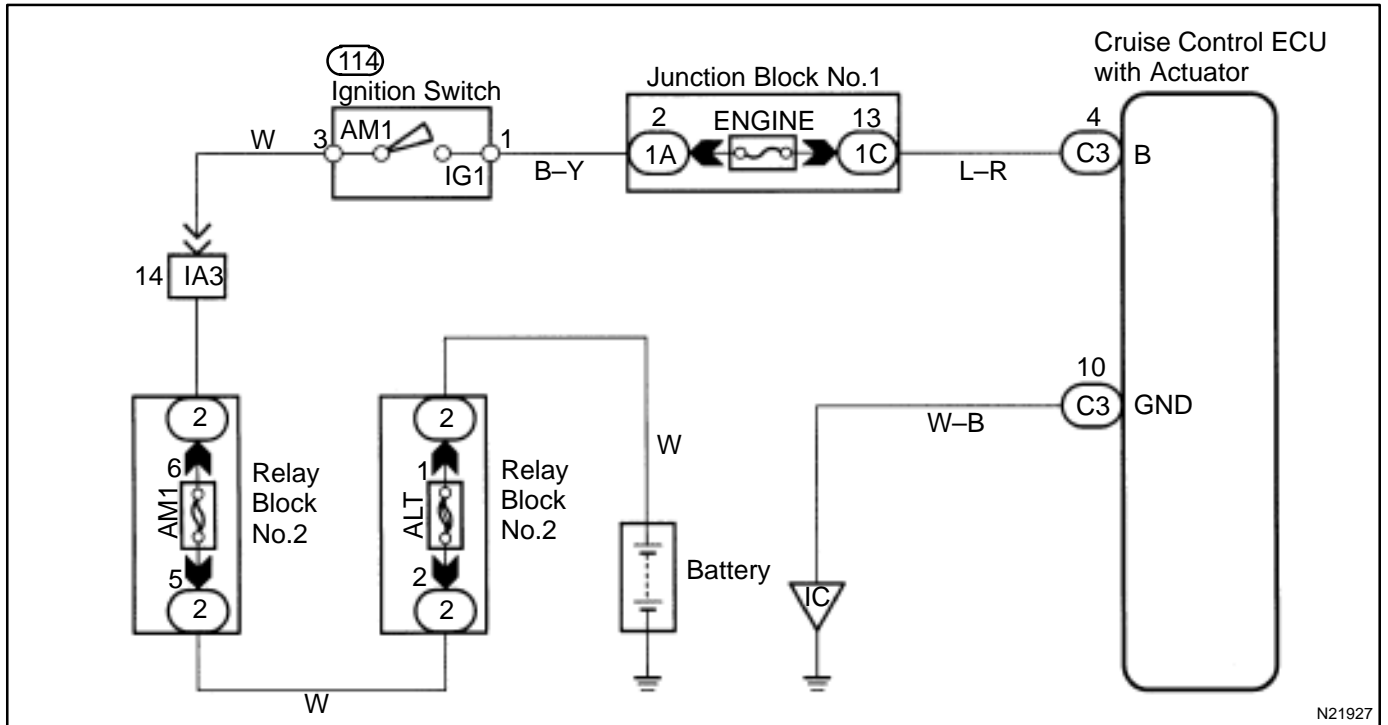 114
Ignition Switch
W
3
AM1
IG1
1
B–Y
Junction Block No.1
2
ENGINE
13
1A
1C
L–R
Cruise Control ECU
with Actuator
4
C3
B
14
IA3
2
6
AM1
5
2
Relay
Block
No.2
2
1
ALT
2
2
Relay
Block
No.2
W
W
Battery
IC
W–B
10
C3
GND
N21927